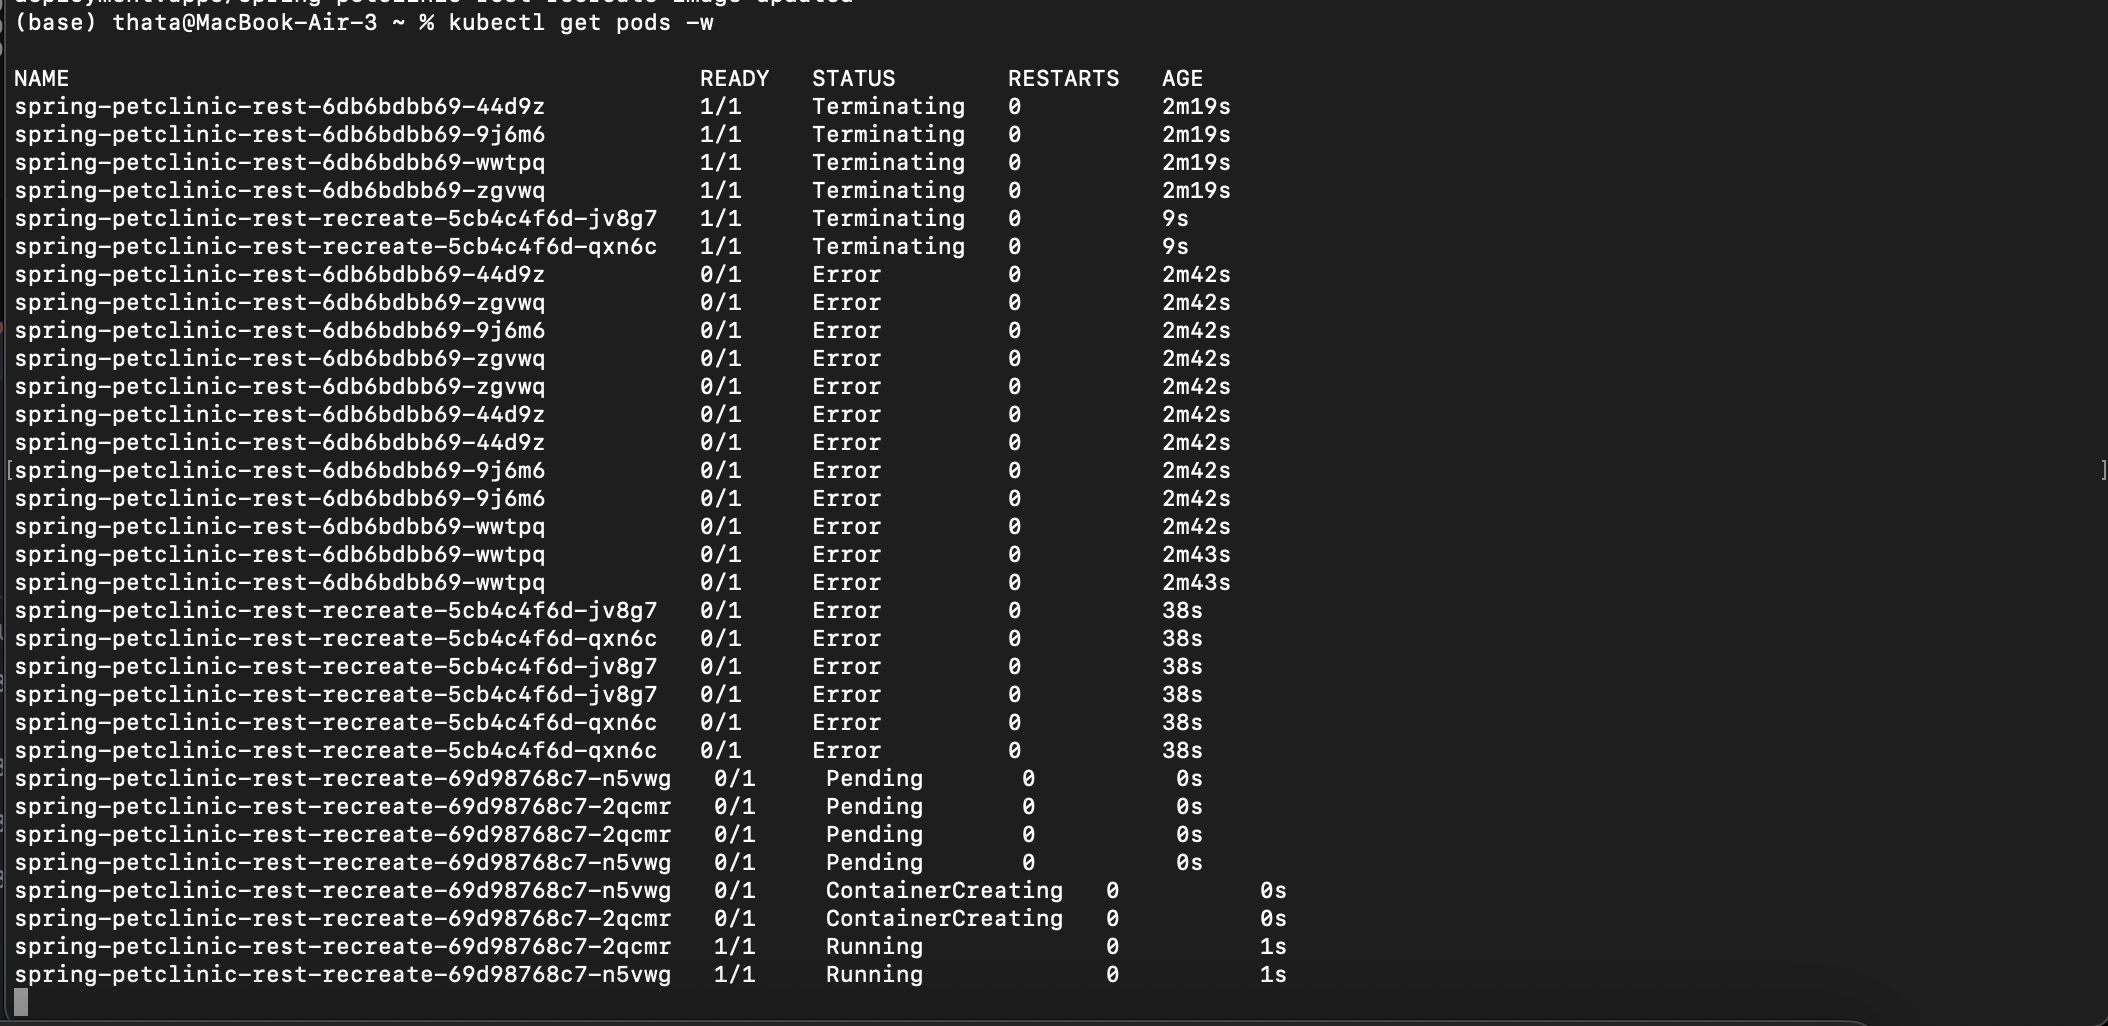 deployment.apps/spring-petclinic-rest-recreate image updated
(base) thata@MacBook-Air-3 ~ % kubectl get pods -w
NAME READY STATUS RESTARTS AGE
spring-petclinic-rest-6db6bdbb69-44d9z 1/1 Terminating 0 2m19s
spring-petclinic-rest-6db6bdbb69-9j6m6 1/1 Terminating 0 2m19s
spring-petclinic-rest-6db6bdbb69-wwtpq 1/1 Terminating 0 2m19s
spring-petclinic-rest-6db6bdbb69-zgvwq 1/1 Terminating 0 2m19s
spring-petclinic-rest-recreate-5cb4c4f6d-jv8g7 1/1 Terminating 0 9s
spring-petclinic-rest-recreate-5cb4c4f6d-qxn6c 1/1 Terminating 0 9s
spring-petclinic-rest-6db6bdbb69-44d9z 0/1 Error 0 2m42s
spring-petclinic-rest-6db6bdbb69-zgvwq 0/1 Error 0 2m42s
spring-petclinic-rest-6db6bdbb69-9j6m6 0/1 Error 0 2m42s
spring-petclinic-rest-6db6bdbb69-zgvwq 0/1 Error 0 2m42s
spring-petclinic-rest-6db6bdbb69-zgvwq 0/1 Error 0 2m42s
spring-petclinic-rest-6db6bdbb69-44d9z 0/1 Error 0 2m42s
spring-petclinic-rest-6db6bdbb69-44d9z 0/1 Error 0 2m42s
[spring-petclinic-rest-6db6bdbb69-9j6m6 0/1 Error 0 2m42s ]
spring-petclinic-rest-6db6bdbb69-9j6m6 0/1 Error 0 2m42s
spring-petclinic-rest-6db6bdbb69-wwtpq 0/1 Error 0 2m42s
spring-petclinic-rest-6db6bdbb69-wwtpq 0/1 Error 0 2m43s
spring-petclinic-rest-6db6bdbb69-wwtpq 0/1 Error 0 2m43s
spring-petclinic-rest-recreate-5cb4c4f6d-jv8g7 0/1 Error 0 38s
spring-petclinic-rest-recreate-5cb4c4f6d-qxn6c 0/1 Error 0 38s
spring-petclinic-rest-recreate-5cb4c4f6d-jv8g7 0/1 Error 0 38s
spring-petclinic-rest-recreate-5cb4c4f6d-jv8g7 0/1 Error 0 38s
spring-petclinic-rest-recreate-5cb4c4f6d-qxn6c 0/1 Error 0 38s
spring-petclinic-rest-recreate-5cb4c4f6d-qxn6c 0/1 Error 0 38s
spring-petclinic-rest-recreate-69d98768c7-n5vwg 0/1 Pending 0 0s
spring-petclinic-rest-recreate-69d98768c7-2qcmr 0/1 Pending 0 0s
spring-petclinic-rest-recreate-69d98768c7-2qcmr 0/1 Pending 0 0s
spring-petclinic-rest-recreate-69d98768c7-n5vwg 0/1 Pending 0 0s
spring-petclinic-rest-recreate-69d98768c7-n5vwg 0/1 ContainerCreating 0 0s
spring-petclinic-rest-recreate-69d98768c7-2qcmr 0/1 ContainerCreating 0 0s
spring-petclinic-rest-recreate-69d98768c7-2qcmr 1/1 Running 0 1s
spring-petclinic-rest-recreate-69d98768c7-n5vwg 1/1 Running 0 1s